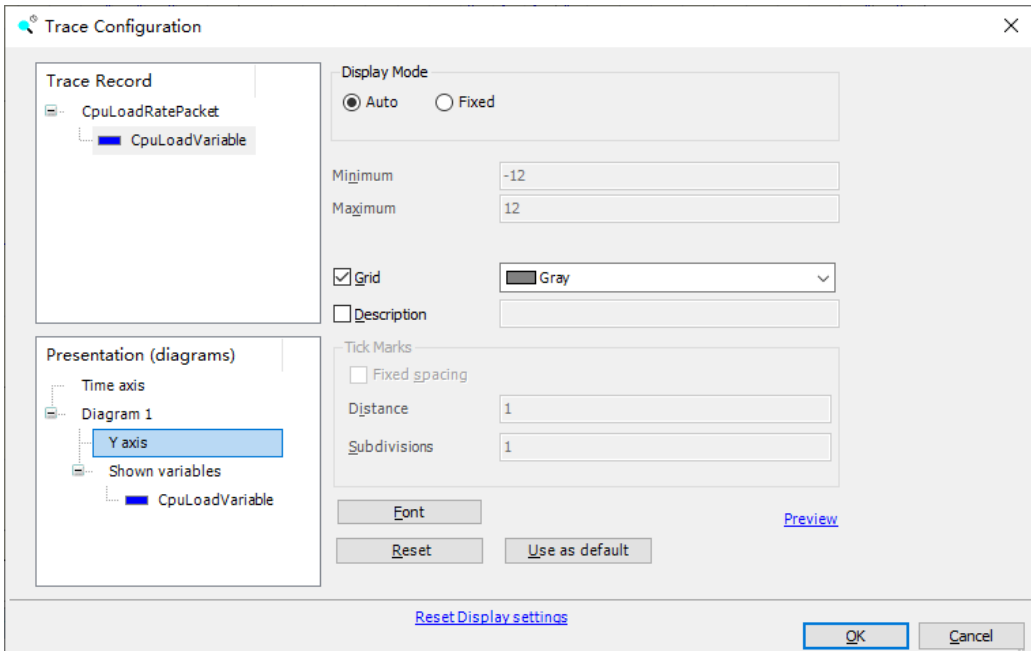 Trace Configuration
Trace Record
CpuLoadRatePacket
CpuLoadVariable
Presentation (diagrams)
Time axis
Diagram 1
Y axis
Shown variables
CpuLoadVariable
Display Mode
Auto
Fixed
Minimum
-12
Maximum
12
Grid
Gray
Description
Tick Marks
Fixed spacing
Distance
1
Subdivisions
1
Font
Preview
Reset
Use as default
Reset Display settings
OK
Cancel